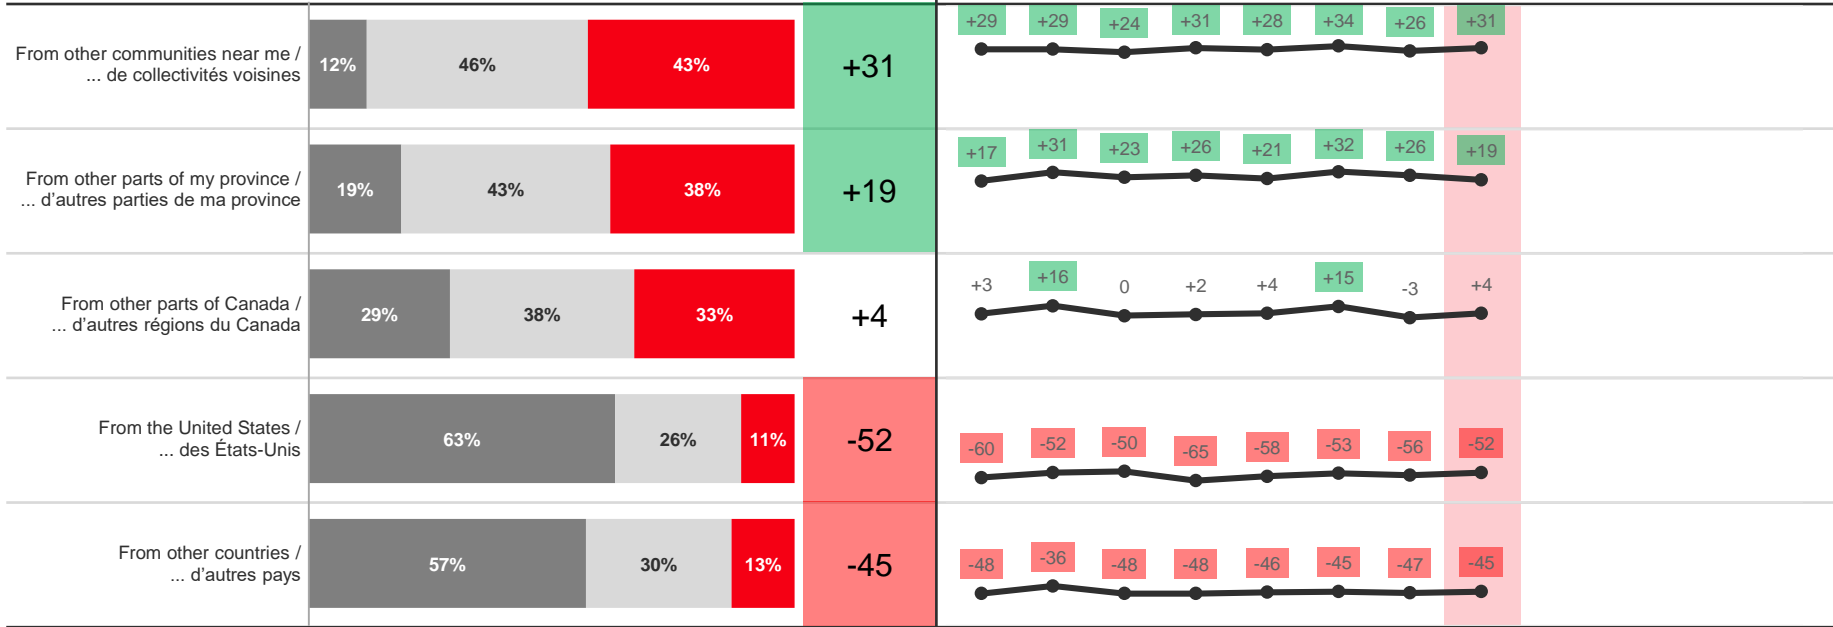 From other communities near me /
... de collectivités voisines
12% 46% 43% +31 +29 +29 +24 +31 +28 +34 +26 +31
From other parts of my province /
... d'autres parties de ma province
19% 43% 38% +19 +17 +31 +23 +26 +21 +32 +26 +19
From other parts of Canada /
... d'autres régions du Canada
29% 38% 33% +4 +3 +16 0 +2 +4 +15 -3 +4
From the United States /
... des États-Unis
63% 26% 11% -52 -60 -52 -50 -65 -58 -53 -56 -52
From other countries /
... d'autres pays
57% 30% 13% -45 -48 -36 -48 -48 -46 -45 -47 -45